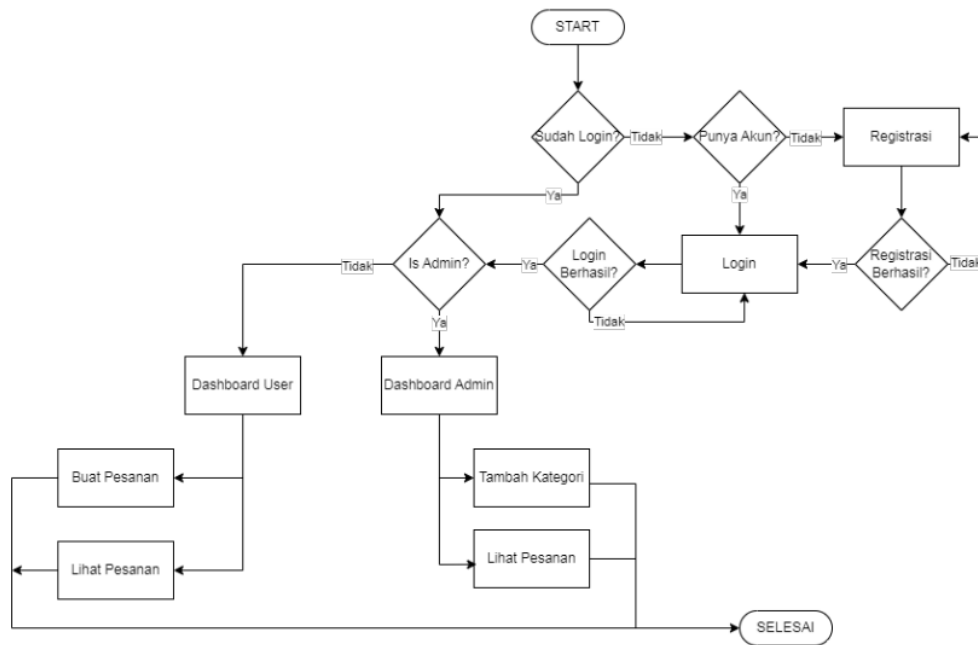 START
Sudah Login?
Tidak
Punya Akun?
Tidak
Registrasi
Ya
Ya
Is Admin?
Tidak
Ya
Login
Berhasil?
Login
Ya
Registrasi
Berhasil?
Tidak
Tidak
Ya
Dashboard User
Dashboard Admin
Buat Pesanan
Tambah Kategori
Lihat Pesanan
Lihat Pesanan
SELESAI